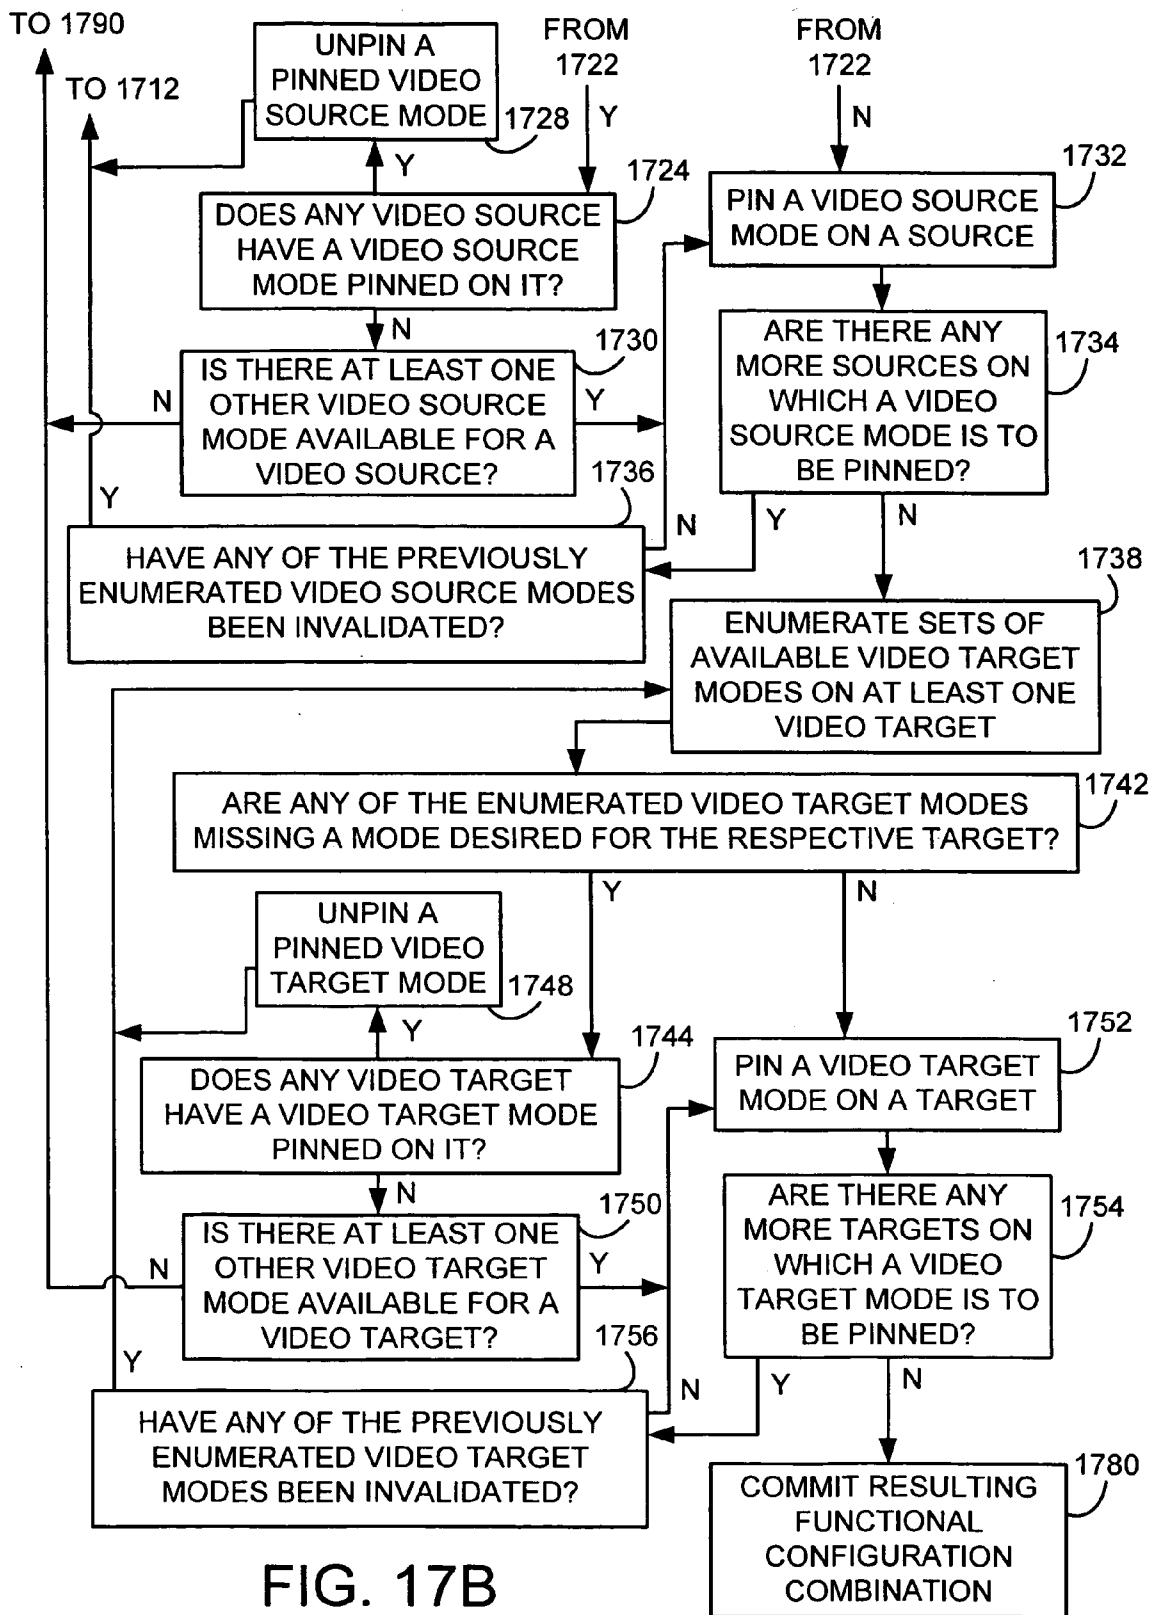 TO 1790
TO 1712
UNPIN A
PINNED VIDEO
SOURCE MODE
1728
FROM
1722
Y
FROM
1722
N
Y
1724
DOES ANY VIDEO SOURCE
HAVE A VIDEO SOURCE
MODE PINNED ON IT?
1732
PIN A VIDEO SOURCE
MODE ON A SOURCE
N
1730
IS THERE AT LEAST ONE
OTHER VIDEO SOURCE
MODE AVAILABLE FOR A
VIDEO SOURCE?
N
Y
1734
ARE THERE ANY
MORE SOURCES ON
WHICH A VIDEO
SOURCE MODE IS TO
BE PINNED?
Y
1736
N
Y
N
HAVE ANY OF THE PREVIOUSLY
ENUMERATED VIDEO SOURCE MODES
BEEN INVALIDATED?
1738
ENUMERATE SETS OF
AVAILABLE VIDEO TARGET
MODES ON AT LEAST ONE
VIDEO TARGET
1742
ARE ANY OF THE ENUMERATED VIDEO TARGET MODES
MISSING A MODE DESIRED FOR THE RESPECTIVE TARGET?
Y
N
UNPIN A
PINNED VIDEO
TARGET MODE
1748
Y
1744
DOES ANY VIDEO TARGET
HAVE A VIDEO TARGET MODE
PINNED ON IT?
1752
PIN A VIDEO TARGET
MODE ON A TARGET
N
1750
IS THERE AT LEAST ONE
OTHER VIDEO TARGET
MODE AVAILABLE FOR A
VIDEO TARGET?
N
Y
1754
ARE THERE ANY
MORE TARGETS ON
WHICH A VIDEO
TARGET MODE IS TO
BE PINNED?
Y
1756
N
Y
N
HAVE ANY OF THE PREVIOUSLY
ENUMERATED VIDEO TARGET
MODES BEEN INVALIDATED?
1780
COMMIT RESULTING
FUNCTIONAL
CONFIGURATION
COMBINATION
FIG. 17B